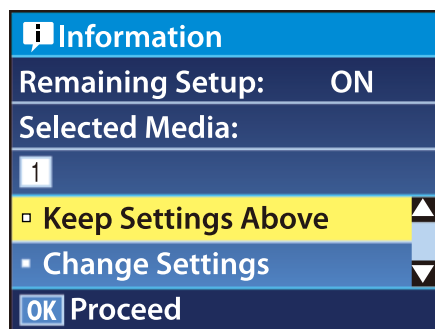 Information
Remaining Setup: ON
Selected Media:
1
Keep Settings Above
Change Settings
OK Proceed